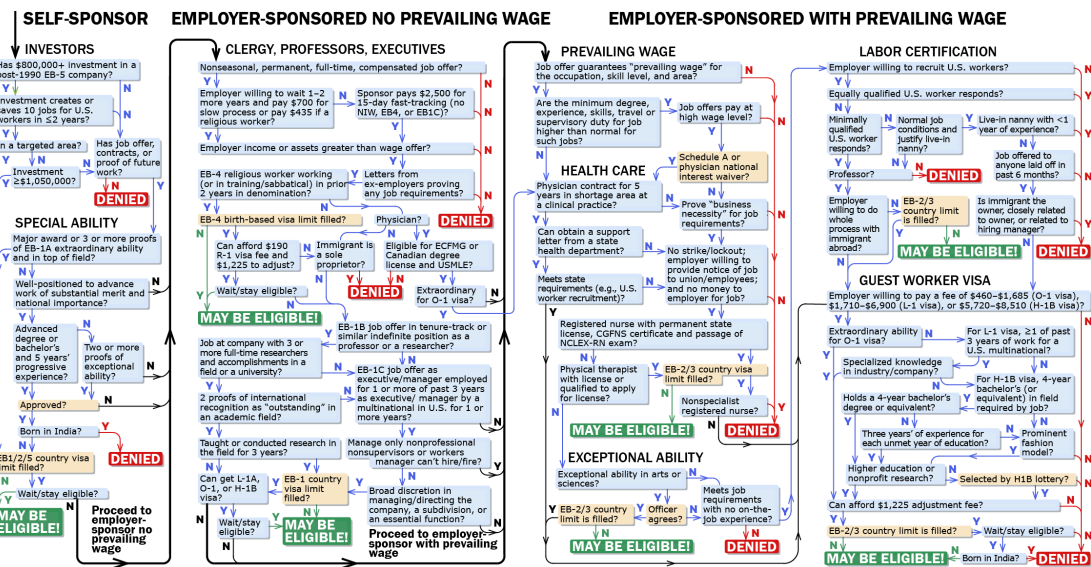 SELF-SPONSOR
INVESTORS
Has $800,000+ investment in a
post-1990 EB-5 company?
Y
N
Investment creates or
saves 10 jobs for U.S.
workers in ≤2 years?
in a targeted area?
Investment
≥$1,050,000?
Has job offer,
contracts, or
proof of future
work?
DENIED
SPECIAL ABILITY
Major award or 3 or more proofs
of EB-1A extraordinary ability
and in top of field?
Well-positioned to advance
work of substantial merit and
national importance?
Advanced
degree or
bachelor's
and 5 years'
progressive
experience?
Two or more
proofs of
exceptional
ability?
Approved?
Born in India?
DENIED
EB1/2/5 country visa
limit filled?
Wait/stay eligible?
MAY BE
ELIGIBLE!
Proceed to
employer-
sponsor no
prevailing
wage
EMPLOYER-SPONSORED NO PREVAILING WAGE
CLERGY, PROFESSORS, EXECUTIVES
Nonseasonal, permanent, full-time, compensated job offer?
Employer willing to wait 1–2
more years and pay $700 for
slow process or pay $435 if a
religious worker?
Sponsor pays $2,500 for
15-day fast-tracking (no
NIW, EB4, or EB1C)?
Employer income or assets greater than wage offer?
EB-4 religious worker working
(or in training/sabbatical) in prior
2 years in denomination?
Letters from
ex-employers proving
any job requirements?
EB-4 birth-based visa limit filled?
Physician?
DENIED
Can afford $190
R-1 visa fee and
$1,225 to adjust?
Immigrant is
a sole
proprietor?
Eligible for ECFMG or
Canadian degree
license and USMLE?
Wait/stay eligible?
DENIED
Extraordinary
for O-1 visa?
MAY BE ELIGIBLE!
EB-1B job offer in tenure-track or
similar indefinite position as a
professor or a researcher?
Job at company with 3 or
more full-time researchers
and accomplishments in a
field or a university?
EB-1C job offer as
executive/manager employed
for 1 or more of past 3 years
as executive/ manager by a
multinational in U.S. for 1 or
more years?
2 proofs of international
recognition as "outstanding" in
an academic field?
Taught or conducted research in
the field for 3 years?
Manage only nonprofessional
nonsupervisors or workers
manager can't hire/fire?
Can get L-1A,
O-1, or H-1B
visa?
EB-1 country
visa limit
filled?
Broad discretion in
managing/directing the
company, a subdivision, or
an essential function?
Wait/stay
eligible?
MAY BE
ELIGIBLE!
Proceed to employer-
sponsor with prevailing
wage
EMPLOYER-SPONSORED WITH PREVAILING WAGE
PREVAILING WAGE
Job offer guarantees "prevailing wage" for
the occupation, skill level, and area?
Are the minimum degree,
experience, skills, travel or
supervisory duty for job
higher than normal for
such job?
Job offers pay at
high wage level?
Schedule A or
physician national
interest waiver?
HEALTH CARE
Physician contract for 5
years in shortage area at
a clinical practice?
Prove "business
necessity" for job
requirements?
Can obtain a support
letter from a state
health department?
No strike/lockout;
employer willing to
provide notice of job
to union/employees;
and no money to
employer for job?
Meets state
requirements (e.g., U.S.
worker recruitment)?
Registered nurse with permanent state
license, CGFNS certificate and passage of
NCLEX-RN exam?
Physical therapist
with license or
qualified to apply
for license?
EB-2/3 country visa
limit filled?
Nonspecialist
registered nurse?
MAY BE ELIGIBLE!
DENIED
EXCEPTIONAL ABILITY
Exceptional ability in arts or
sciences?
Meets job
requirements
with no on-the-
job experience?
EB-2/3 country
limit is filled?
Officer
agrees?
MAY BE ELIGIBLE!
DENIED
LABOR CERTIFICATION
Employer willing to recruit U.S. workers?
Equally qualified U.S. worker responds?
Minimally
qualified
U.S. worker
responds?
Normal job
conditions and
justify live-in
nanny?
Live-in nanny with <1
year of experience?
Professor?
DENIED
Job offered to
anyone laid off in
past 6 months?
Employer
willing to do
whole
process with
immigrant
abroad?
EB-2/3
country limit
is filled?
Is immigrant the
owner, closely related
to owner, or related to
hiring manager?
MAY BE ELIGIBLE!
DENIED
GUEST WORKER VISA
Employer willing to pay a fee of $460–$1,685 (O-1 visa),
$1,710–$6,900 (L-1 visa), or $5,720–$8,510 (H-1B visa)?
Extraordinary ability
for O-1 visa?
For L-1 visa, ≥1 of past
3 years of work for a
U.S. multinational?
Specialized knowledge
in industry/company?
For H-1B visa, 4-year
bachelor's (or
equivalent) in field
required by job?
Holds a 4-year bachelor's
degree or equivalent?
Three years' of experience for
each unmet year of education?
Prominent
fashion
model?
Higher education or
nonprofit research?
Selected by H1B lottery?
Can afford $1,225 adjustment fee?
EB-2/3 country limit is filled?
Wait/stay eligible?
MAY BE ELIGIBLE!
Born in India?
DENIED